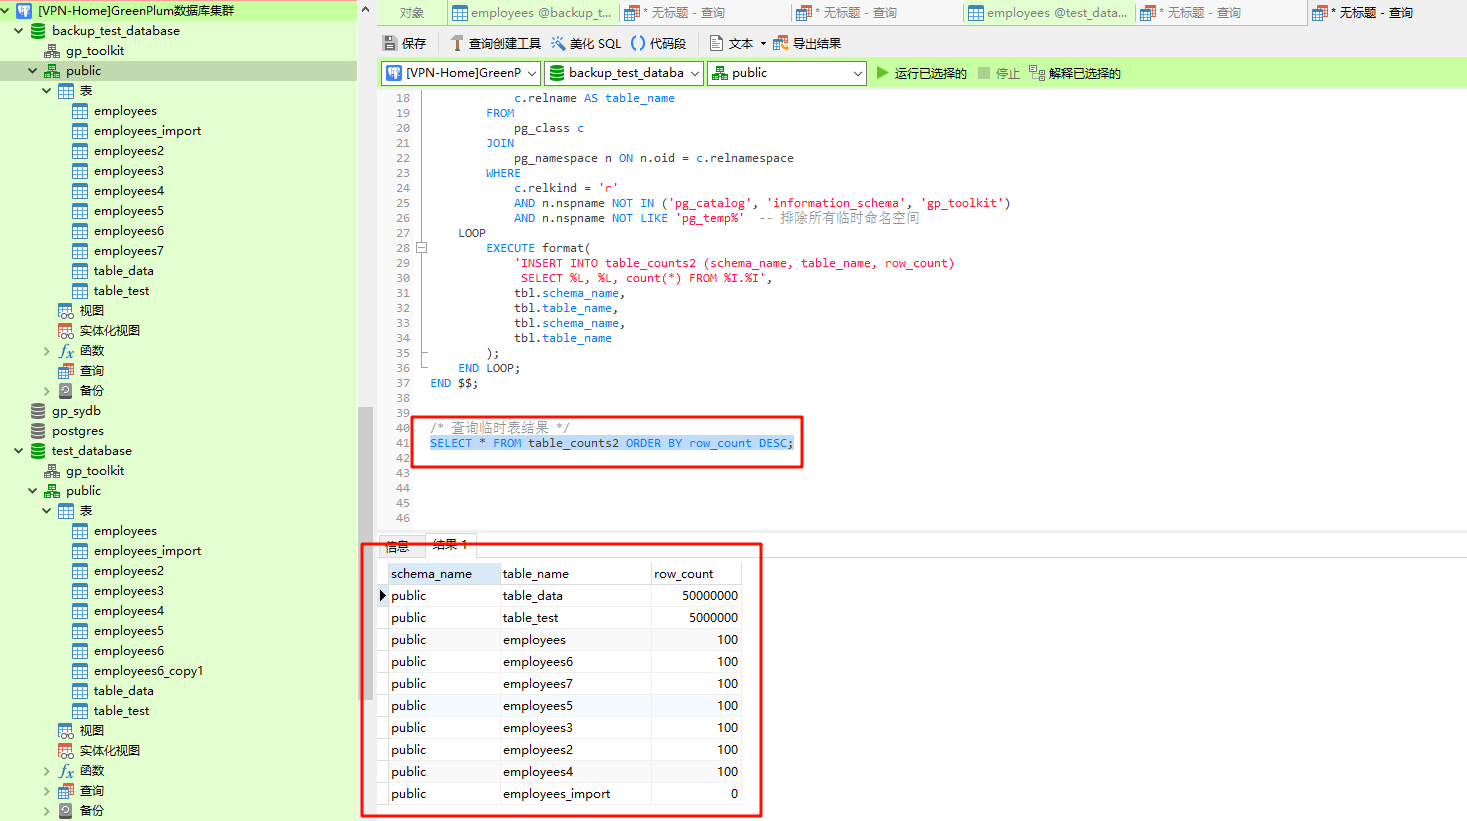 [VPN-Home]GreenPlum数据库集群
backup_test_database
gp_toolkit
public
表
employees
employees_import
employees2
employees3
employees4
employees5
employees6
employees7
table_data
table_test
视图
实体化视图
函数
查询
备份
gp_sydb
postgres
test_database
gp_toolkit
public
表
employees
employees_import
employees2
employees3
employees4
employees5
employees6
employees6_copy1
table_data
table_test
视图
实体化视图
函数
查询
备份
对象 employees @backup_t... * 无标题 - 查询 * 无标题 - 查询 employees @test_data... * 无标题 - 查询 * 无标题 - 查询
保存 查询创建工具 美化 SQL () 代码段 文本 导出结果
[VPN-Home]GreenP backup_test_databa public 运行已选择的 停止 解释已选择的
18 c.relname AS table_name
19 FROM
20 pg_class c
21 JOIN
22 pg_namespace n ON n.oid = c.relnamespace
23 WHERE
24 c.relkind = 'r'
25 AND n.nspname NOT IN ('pg_catalog', 'information_schema', 'gp_toolkit')
26 AND n.nspname NOT LIKE 'pg_temp%' -- 排除所有临时命名空间
27 LOOP
28 EXECUTE format(
29 'INSERT INTO table_counts2 (schema_name, table_name, row_count)
30 SELECT %L, %L, count(*) FROM %I.%I',
31 tbl.schema_name,
32 tbl.table_name,
33 tbl.schema_name,
34 tbl.table_name
35 );
36 END LOOP;
37 END $$;
38
39
40 /* 查询临时表结果 */
41 SELECT * FROM table_counts2 ORDER BY row_count DESC;
42
43
44
45
46
信息 结果 1
schema_name table_name row_count
public table_data 50000000
public table_test 5000000
public employees 100
public employees6 100
public employees7 100
public employees5 100
public employees3 100
public employees2 100
public employees4 100
public employees_import 0